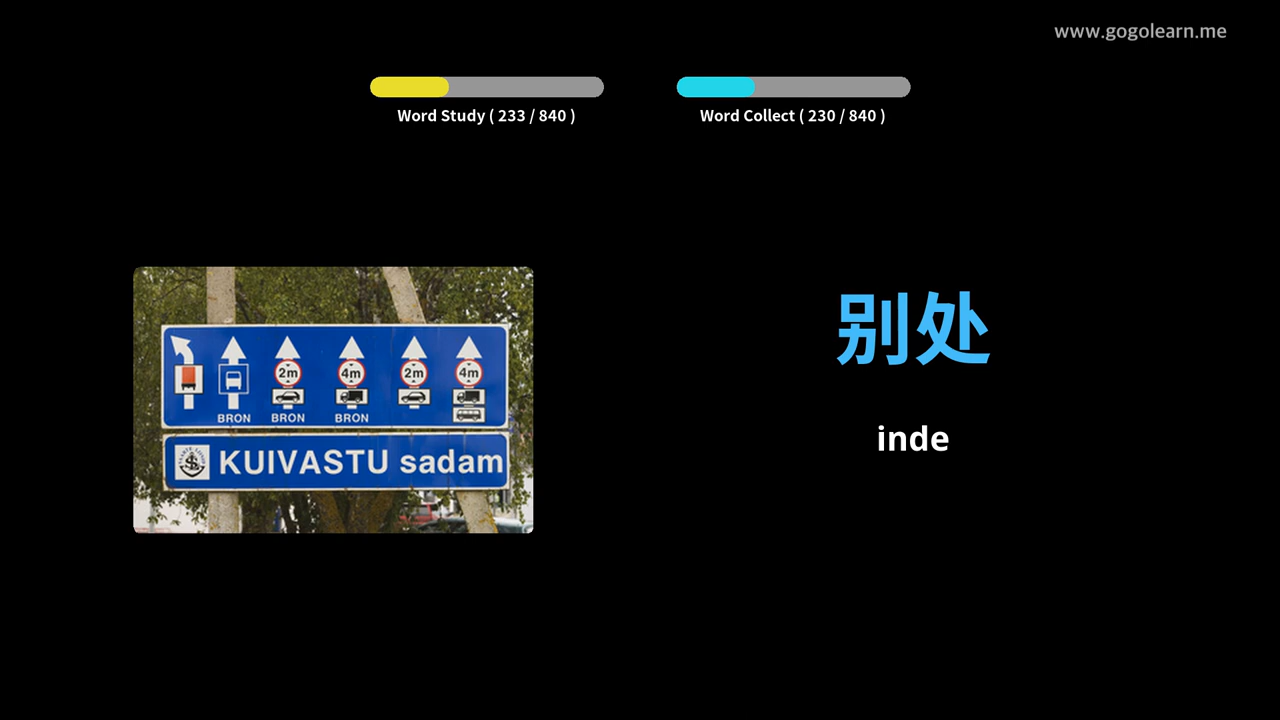 www.gogolearn.me
Word Study ( 233 / 840 )
Word Collect ( 230 / 840 )
2m 4m 2m 4m
BRON BRON BRON
KUIVASTU sadam
别处
inde